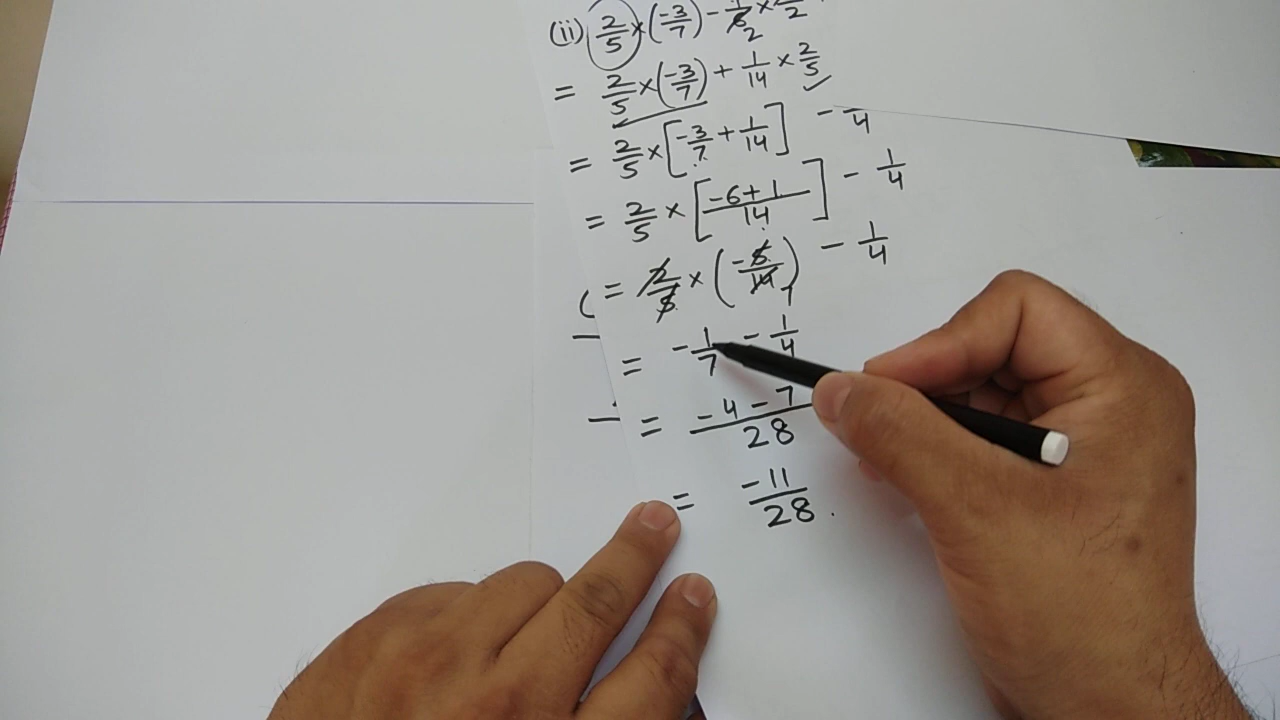 (ii) 2/5 × (-3/7) - 1/6 2 × /2
= 2/5 × (-3/7) + 1/14 × 2/5
= 2/5 × [-3/7 + 1/14] - /4
= 2/5 × [-6+1/14] - 1/4
= 2/5 × (-5/14) - 1/4
7
= -1/7 - 1/4
= -4-7/28
= -11/28.